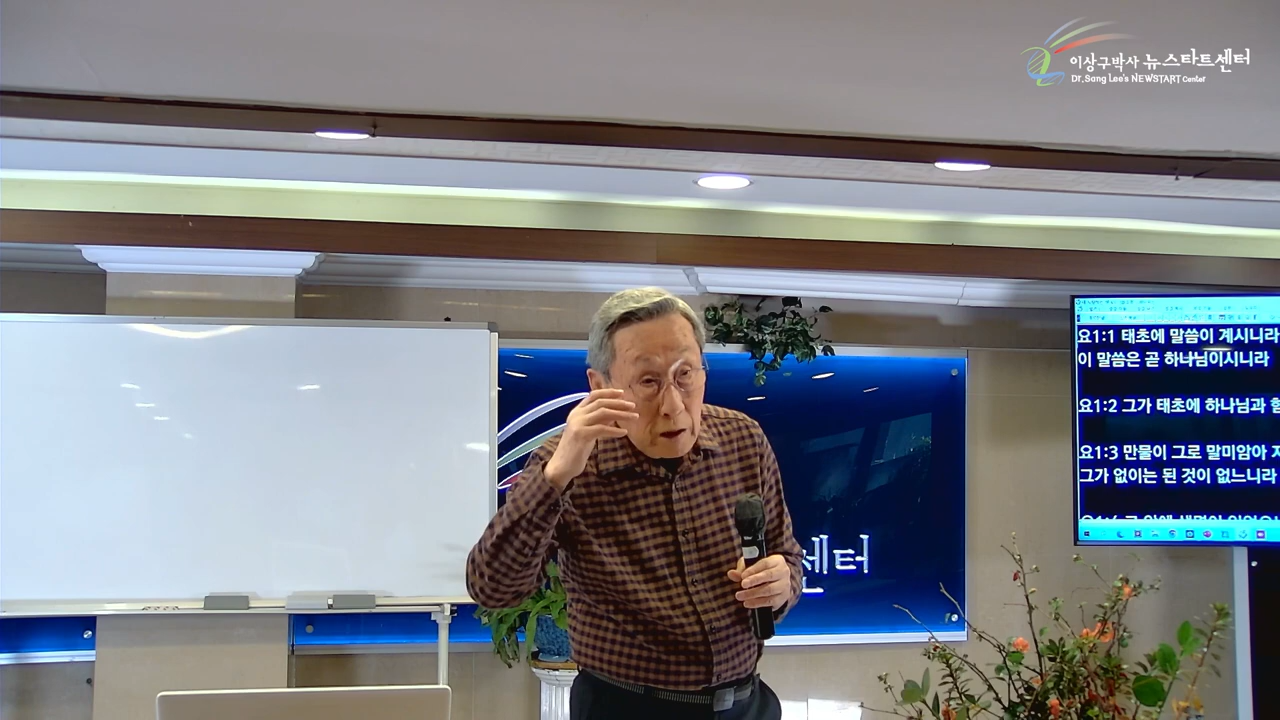 이상구박사 뉴스타트센터
Dr. Sang Lee's NEWSTART Center
요1:1 태초에 말씀이 계시니라
이 말씀은 곧 하나님이시니라
요1:2 그가 태초에 하나님과 함
요1:3 만물이 그로 말미암아 지
그가 없이는 된 것이 없느니라
센터